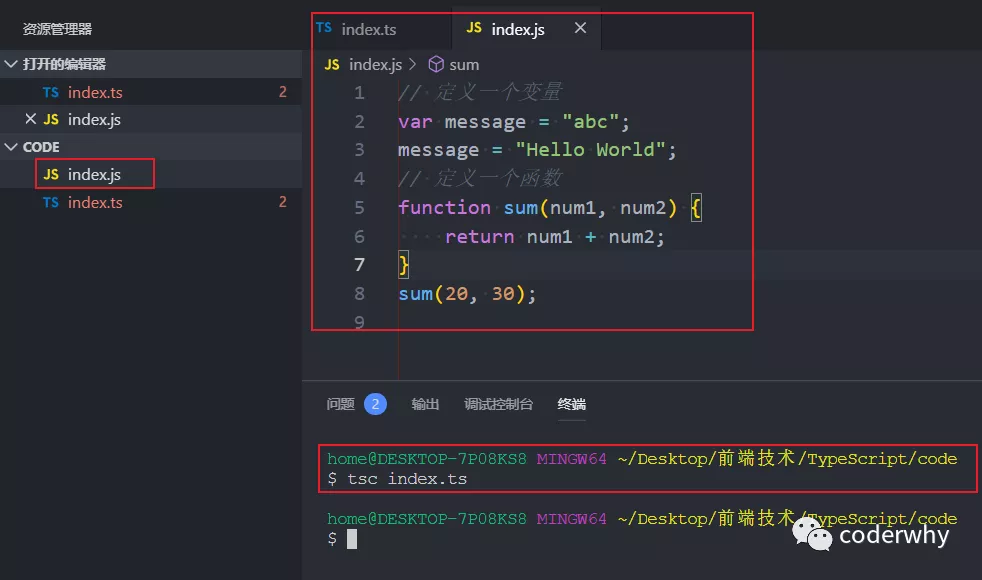 资源管理器
打开的编辑器
TS index.ts 2
JS index.js
CODE
JS index.js
TS index.ts 2
TS index.ts
JS index.js
JS index.js > sum
1 // 定义一个变量
2 var message = "abc";
3 message = "Hello World";
4 // 定义一个函数
5 function sum(num1, num2) {
6     return num1 + num2;
7 }
8 sum(20, 30);
9
问题 2 输出 调试控制台 终端
home@DESKTOP-7P08KS8 MINGW64 ~/Desktop/前端技术/TypeScript/code
$ tsc index.ts
home@DESKTOP-7P08KS8 MINGW64 ~/Desktop/前端技术/TypeScript/code
$
coderwhy